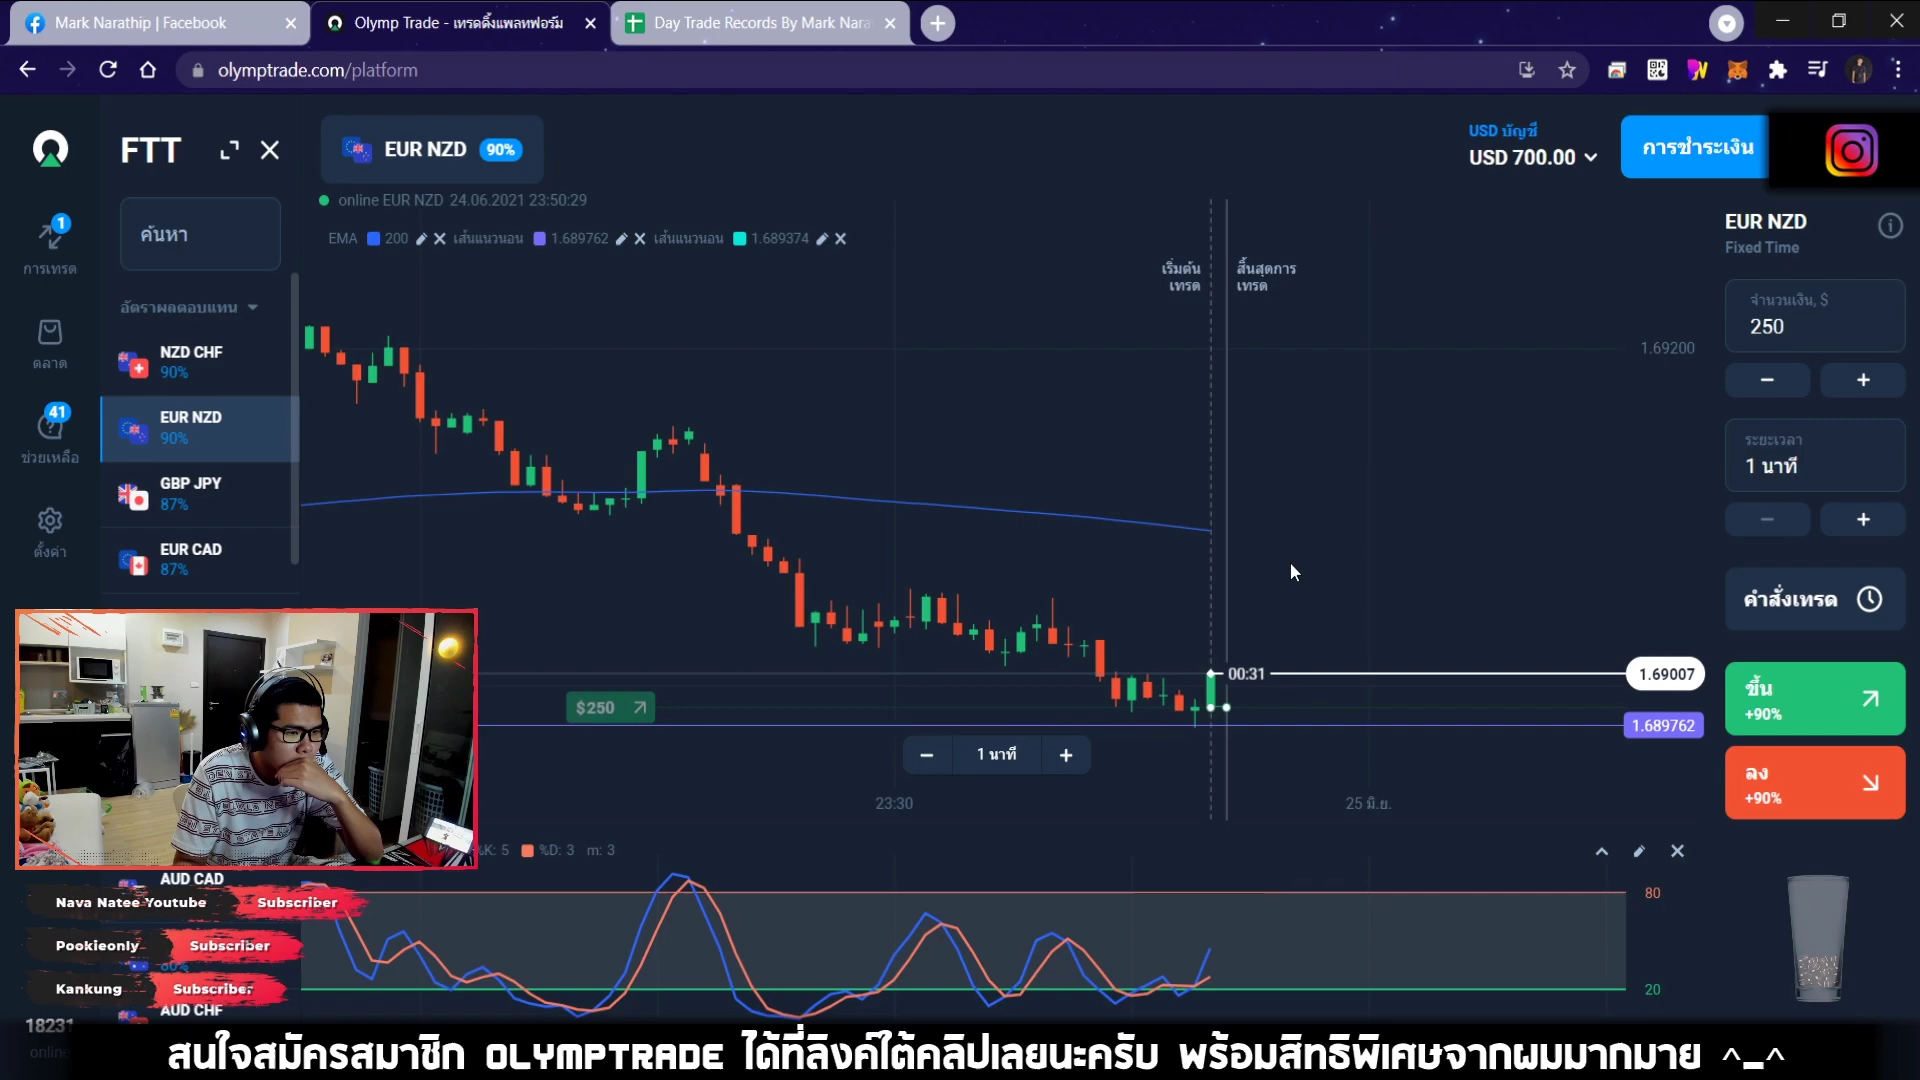 Mark Narathip | Facebook
Olymp Trade - เทรดดิ้งแพลทฟอร์ม
Day Trade Records By Mark Nara
olymptrade.com/platform
FTT
EUR NZD 90%
USD บัญชี
USD 700.00
การชำระเงิน
online EUR NZD 24.06.2021 23:50:29
EMA 200 เส้นแนวนอน 1.689762 เส้นแนวนอน 1.689374
ค้นหา
1
การเทรด
ตลาด
41
ช่วยเหลือ
ตั้งค่า
อัตราผลตอบแทน
NZD CHF
90%
EUR NZD
90%
GBP JPY
87%
EUR CAD
87%
เริ่มต้น
เทรด
สิ้นสุดการ
เทรด
1.69200
00:31
1.69007
1.689762
$250
1 นาที
23:30
25 มิ.ย.
EUR NZD
Fixed Time
จำนวนเงิน, $
250
ระยะเวลา
1 นาที
คำสั่งเทรด
ขึ้น
+90%
ลง
+90%
%K: 5 %D: 3 m: 3
80
20
AUD CAD
Nava Natee Youtube Subscriber
Pookieonly Subscriber
Kankung Subscriber
AUD CHF
18231
online
สนใจสมัครสมาชิก OLYMPTRADE ได้ที่ลิงค์ใต้คลิปเลยนะครับ พร้อมสิทธิพิเศษจากผมมากมาย ^_^